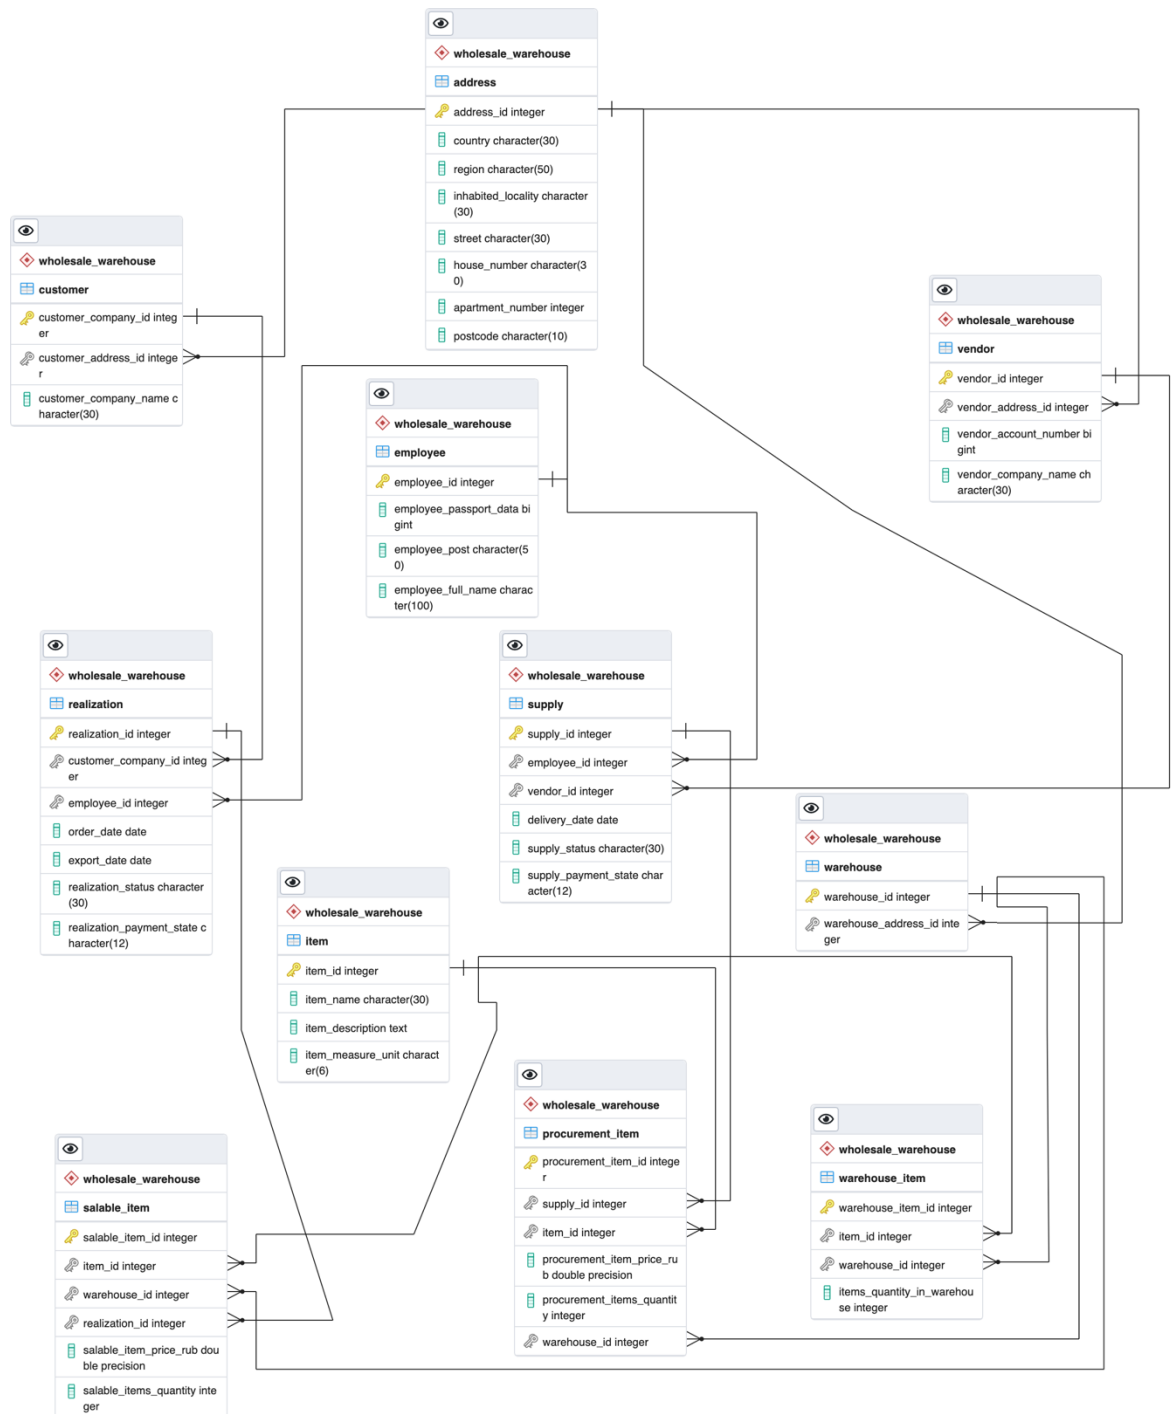 wholesale_warehouse
address
address_id integer
country character(30)
region character(50)
inhabited_locality character
(30)
street character(30)
house_number character(3
0)
apartment_number integer
postcode character(10)
wholesale_warehouse
customer
customer_company_id integ
er
customer_address_id intege
r
customer_company_name c
haracter(30)
wholesale_warehouse
vendor
vendor_id integer
vendor_address_id integer
vendor_account_number bi
gint
vendor_company_name ch
aracter(30)
wholesale_warehouse
employee
employee_id integer
employee_passport_data bi
gint
employee_post character(5
0)
employee_full_name charac
ter(100)
wholesale_warehouse
realization
realization_id integer
customer_company_id integ
er
employee_id integer
order_date date
export_date date
realization_status character
(30)
realization_payment_state c
haracter(12)
wholesale_warehouse
supply
supply_id integer
employee_id integer
vendor_id integer
delivery_date date
supply_status character(30)
supply_payment_state char
acter(12)
wholesale_warehouse
warehouse
warehouse_id integer
warehouse_address_id inte
ger
wholesale_warehouse
item
item_id integer
item_name character(30)
item_description text
item_measure_unit charact
er(6)
wholesale_warehouse
procurement_item
procurement_item_id intege
r
supply_id integer
item_id integer
procurement_item_price_ru
b double precision
procurement_items_quantit
y integer
warehouse_id integer
wholesale_warehouse
warehouse_item
warehouse_item_id integer
item_id integer
warehouse_id integer
items_quantity_in_warehou
se integer
wholesale_warehouse
salable_item
salable_item_id integer
item_id integer
warehouse_id integer
realization_id integer
salable_item_price_rub dou
ble precision
salable_items_quantity inte
ger